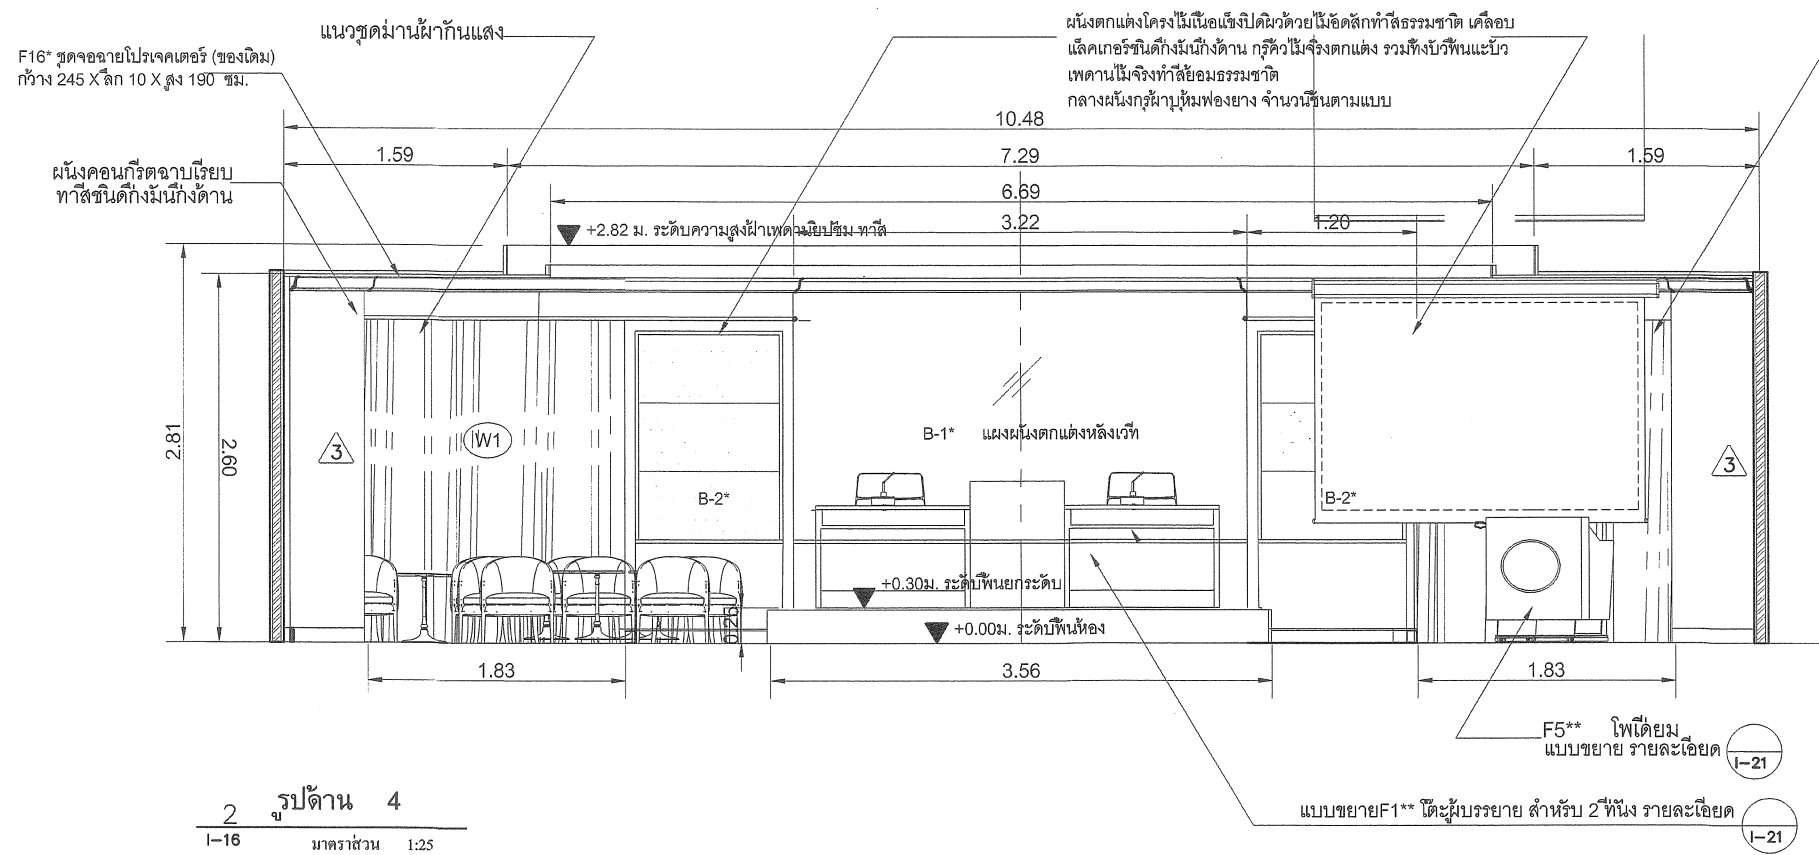 แนวชุดม่านผ้ากันแสง
F16* ชุดจอฉายโปรเจคเตอร์ (ของเดิม)
กว้าง 245 X ลึก 10 X สูง 190 ซม.
ผนังตกแต่งโครงไม้เนื้อแข็งปิดผิวด้วยไม้อัดสักทำสีธรรมชาติ เคลือบ
แล็คเกอร์ชนิดกึ่งมันกึ่งด้าน กรุคิ้วไม้จริงตกแต่ง รวมทั้งบัวพื้นและบัว
เพดานไม้จริงทำสีย้อมธรรมชาติ
กลางผนังกรุผ้าบุหุ้มฟองยาง จำนวนชิ้นตามแบบ
ผนังคอนกรีตฉาบเรียบ
ทาสีชนิดกึ่งมันกึ่งด้าน
10.48
1.59
7.29
1.59
6.69
+2.82 ม. ระดับความสูงฝ้าเพดานยิปซั่ม ทาสี
3.22
1.20
2.81
2.60
3
W1
B-2*
B-1* แผงผนังตกแต่งหลังเวที
B-2*
3
+0.30ม. ระดับพื้นยกระดับ
0.25
+0.00ม. ระดับพื้นห้อง
1.83
3.56
1.83
F5** โพเดียม
แบบขยาย รายละเอียด
I-21
แบบขยายF1** โต๊ะผู้บรรยาย สำหรับ 2 ที่นั่ง รายละเอียด
I-21
2 รูปด้าน 4
I-16 มาตราส่วน 1:25